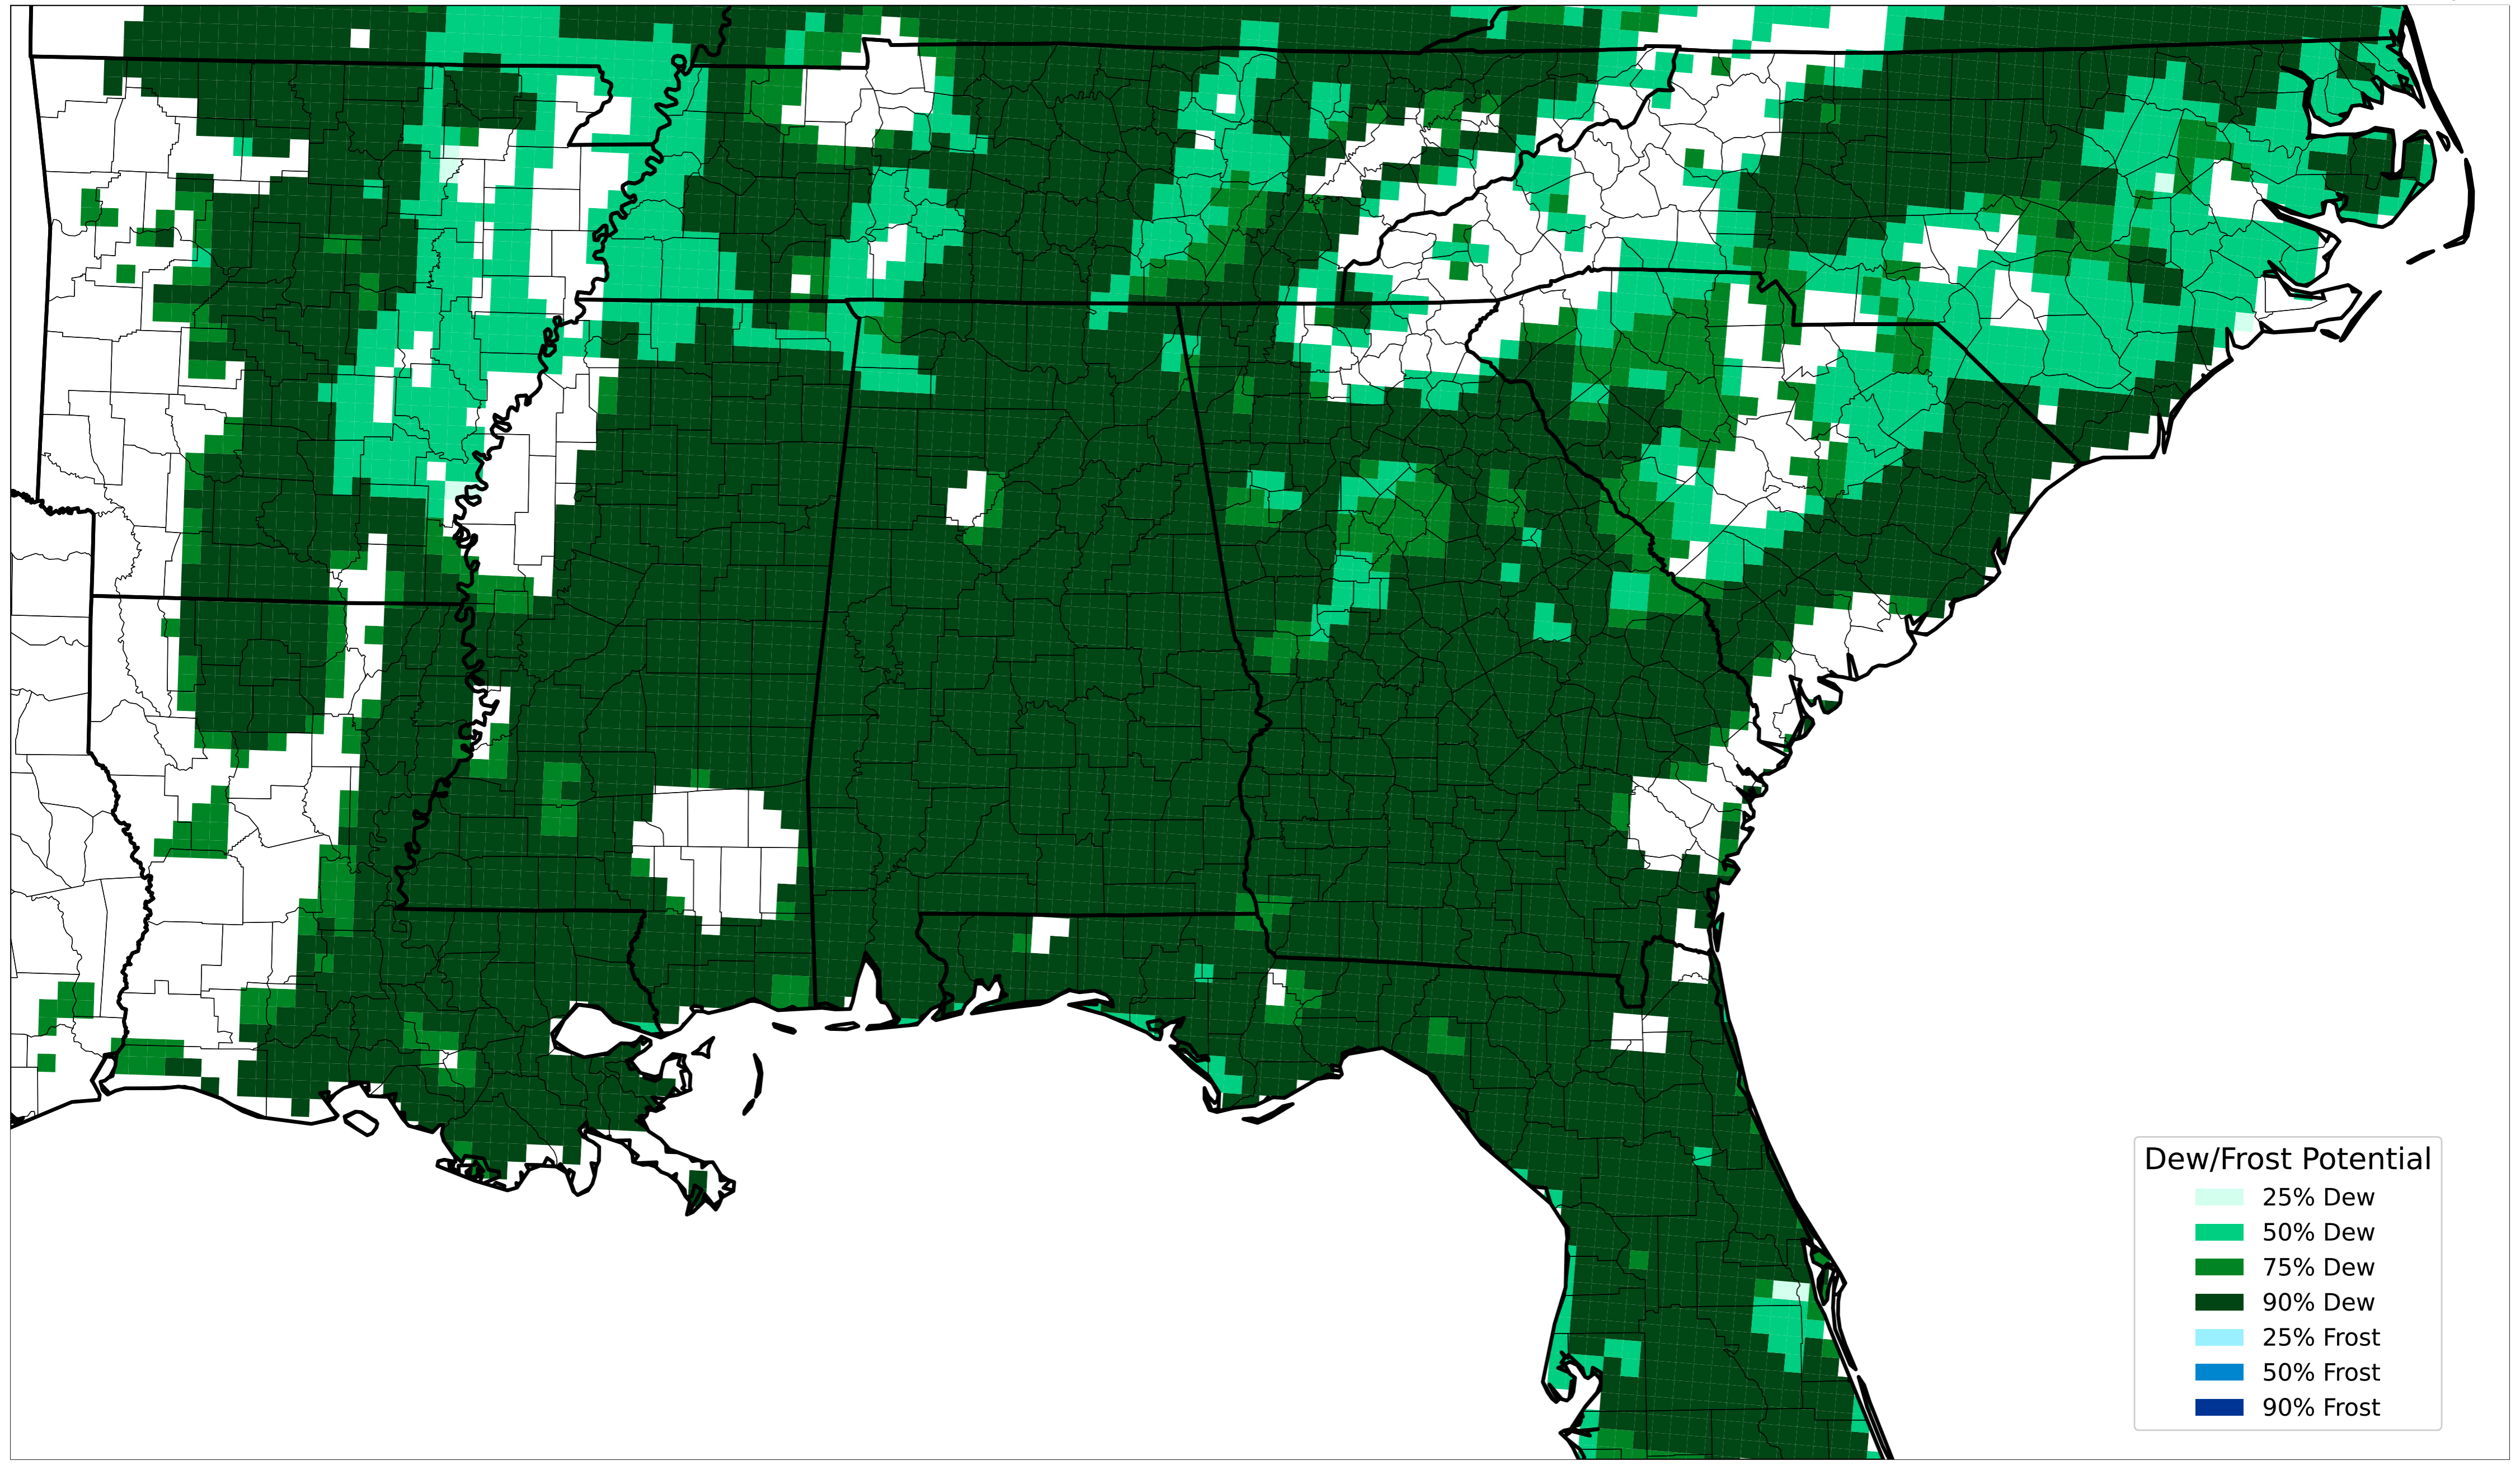 Dew/Frost Potential
25% Dew
50% Dew
75% Dew
90% Dew
25% Frost
50% Frost
90% Frost